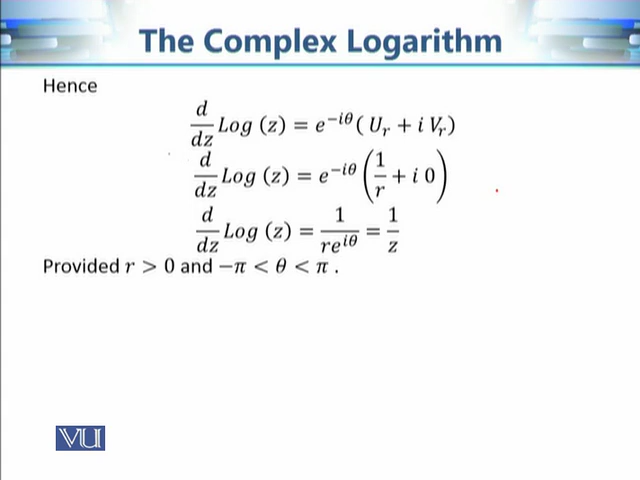 The Complex Logarithm
Hence
d/dz Log (z) = e^{-iθ} ( U_r + i V_r)
d/dz Log (z) = e^{-iθ} (1/r + i 0)
d/dz Log (z) = 1/re^{iθ} = 1/z
Provided r > 0 and −π < θ < π .
VU